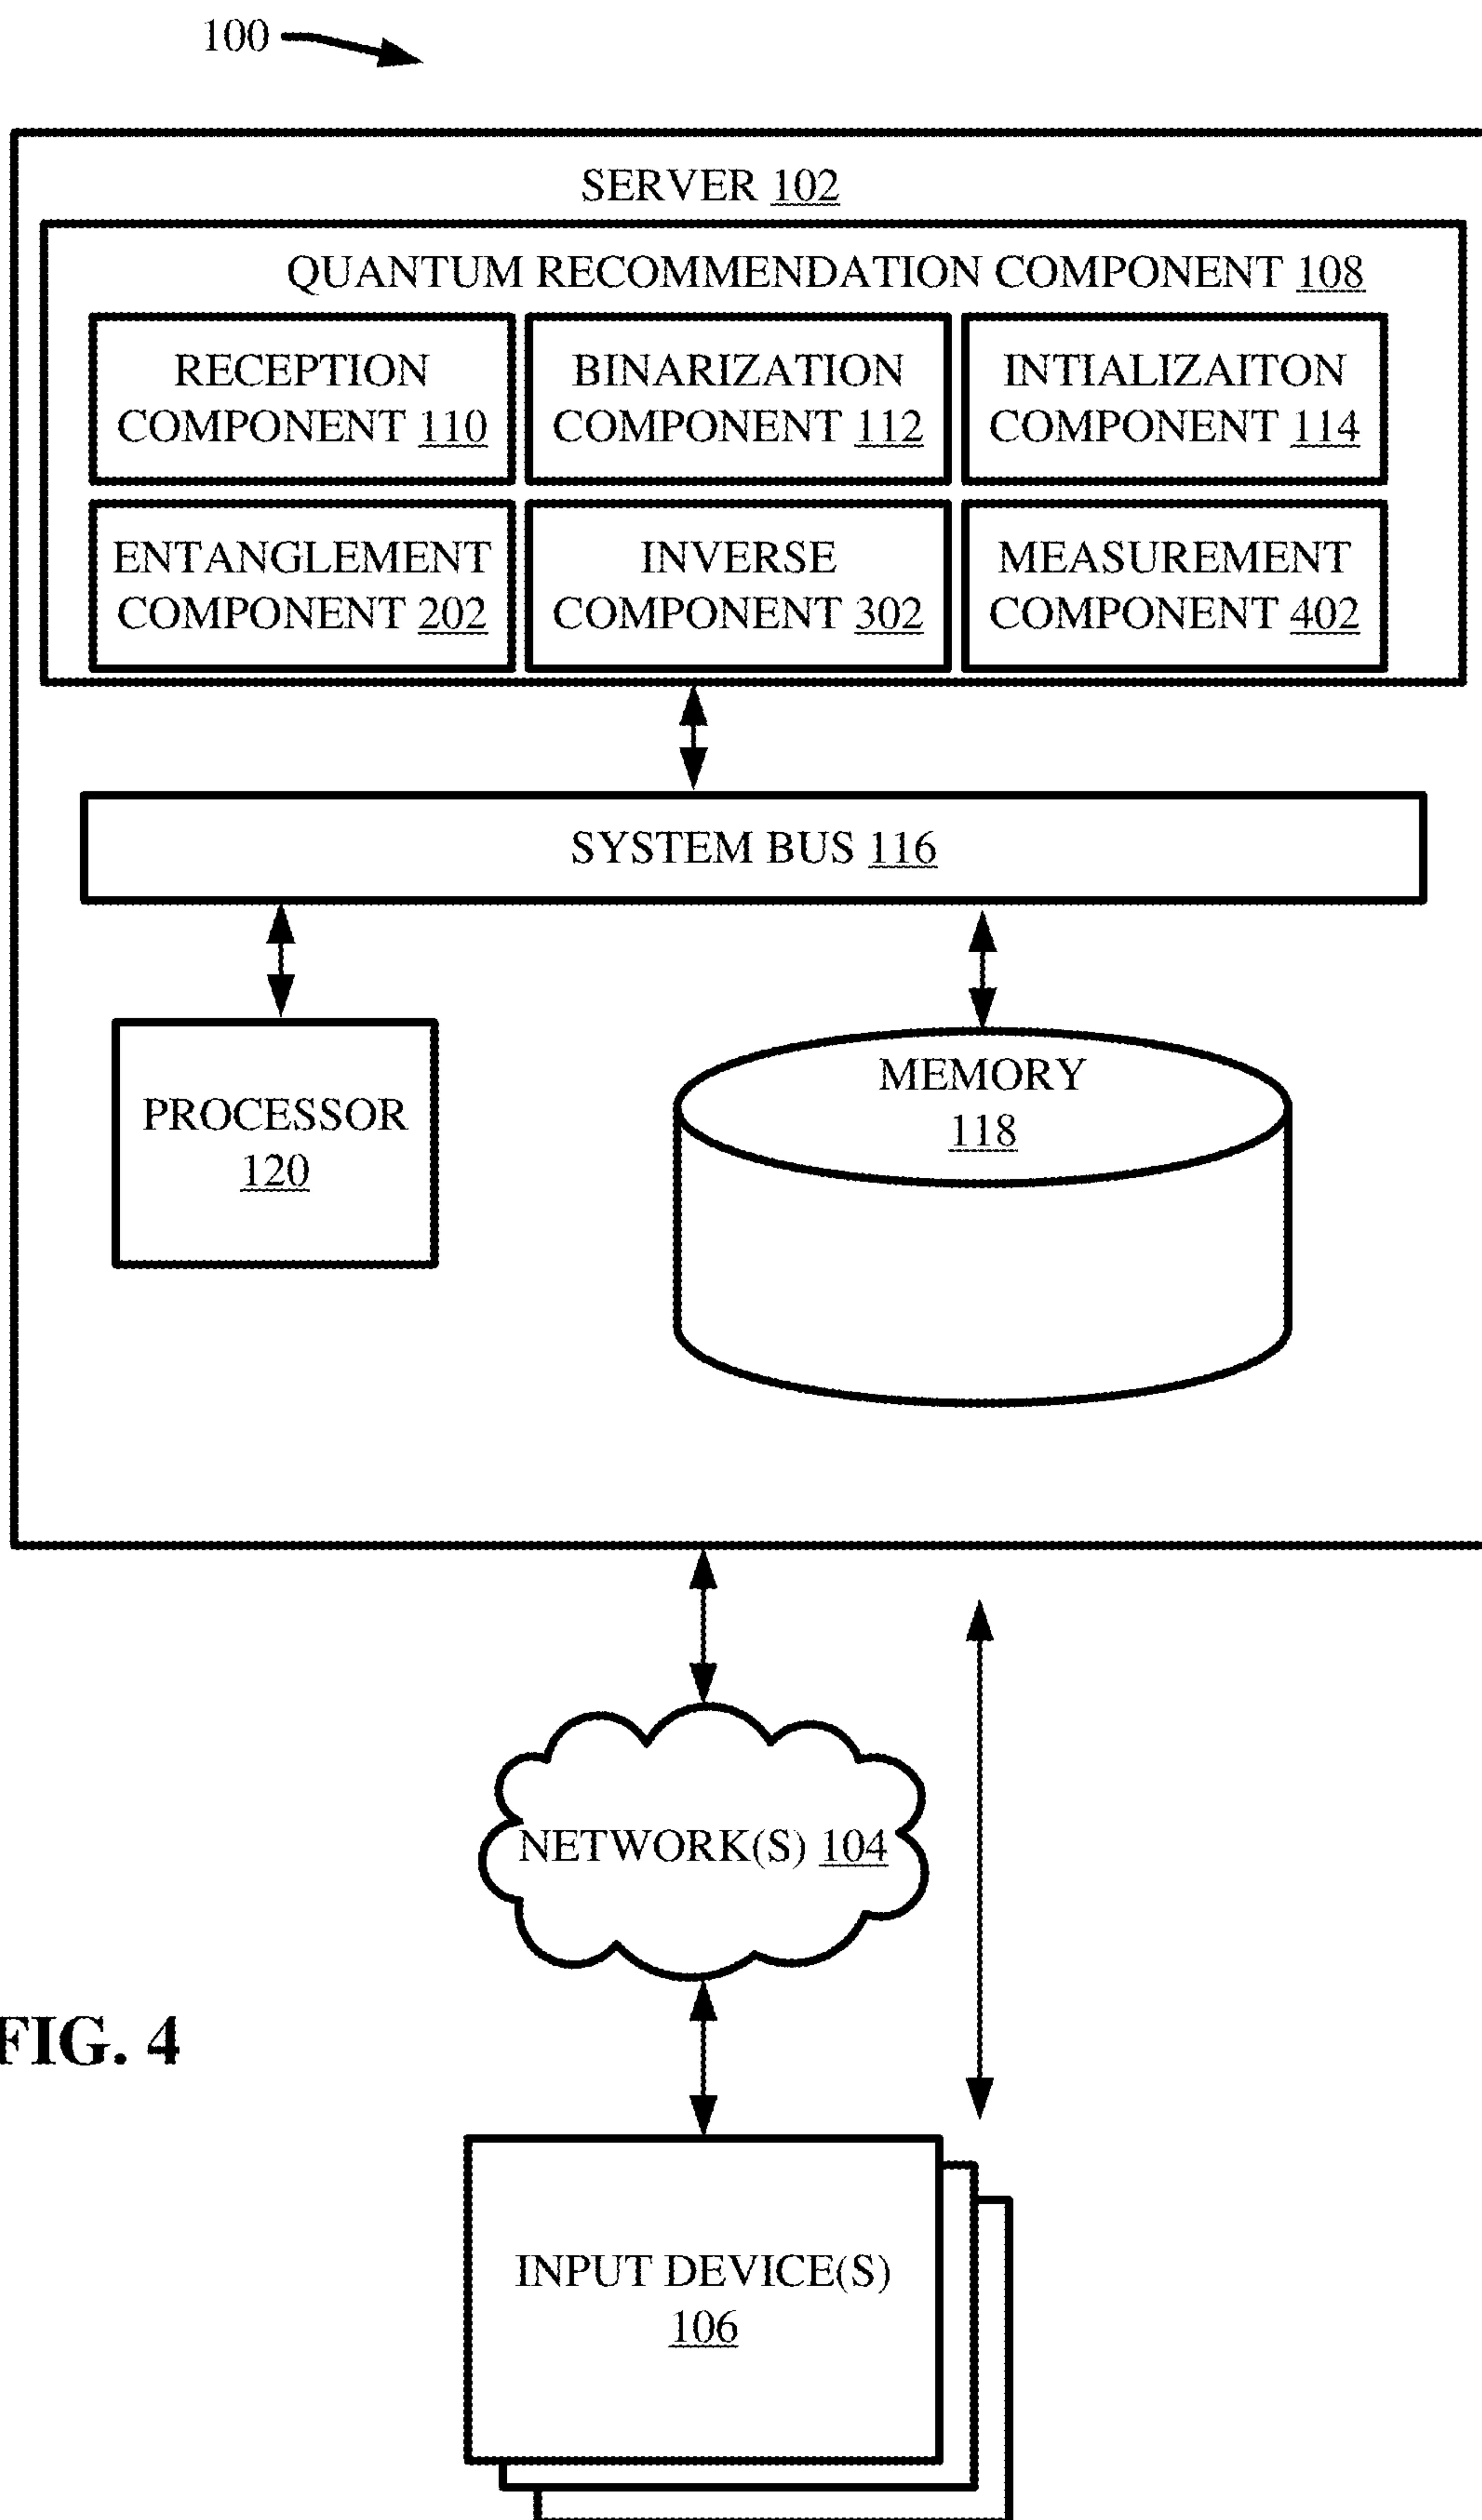 100
SERVER 102
QUANTUM RECOMMENDATION COMPONENT 108
RECEPTION
COMPONENT 110
BINARIZATION
COMPONENT 112
INTIALIZAITON
COMPONENT 114
ENTANGLEMENT
COMPONENT 202
INVERSE
COMPONENT 302
MEASUREMENT
COMPONENT 402
SYSTEM BUS 116
PROCESSOR
120
MEMORY
118
NETWORK(S) 104
FIG. 4
INPUT DEVICE(S)
106